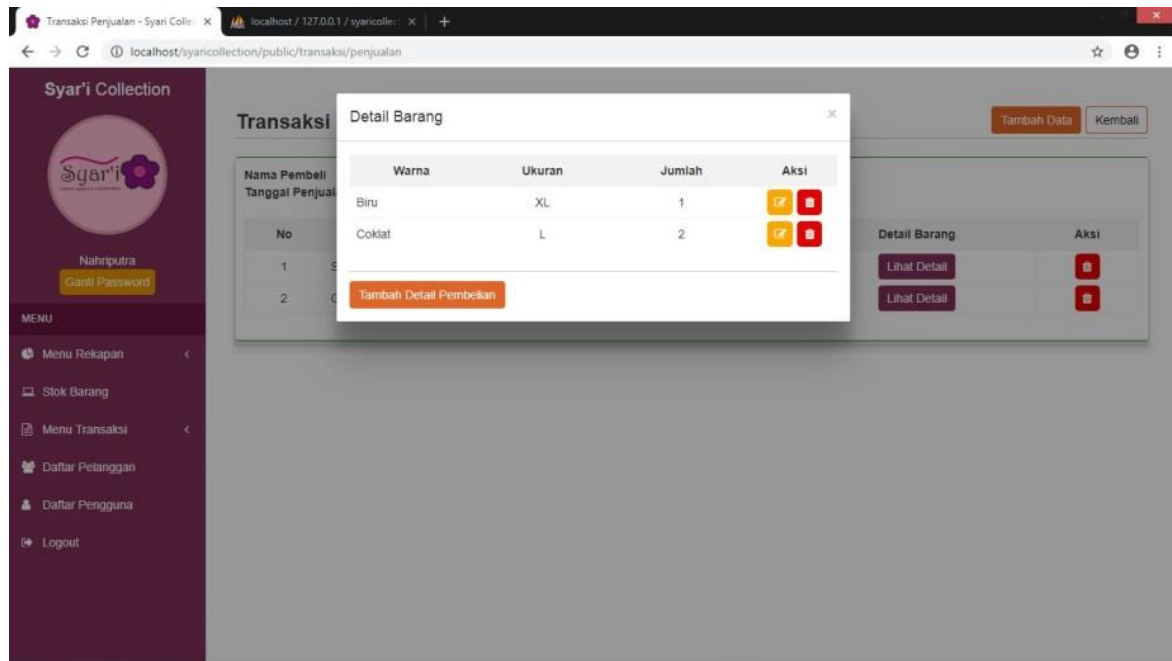 Transaksi Penjualan - Syari Colle
localhost / 127.0.0.1 / syaricollec
localhost/syaricollection/public/transaksi/penjualan
Syar'i Collection
Syar'i
Nahriputra
Ganti Password
MENU
Menu Rekapan
Stok Barang
Menu Transaksi
Daftar Pelanggan
Daftar Pengguna
Logout
Transaksi
Tambah Data Kembali
Nama Pembeli
Tanggal Penjual
No Detail Barang Aksi
1 S Lihat Detail
2 Lihat Detail
Detail Barang
Warna Ukuran Jumlah Aksi
Biru XL 1
Coklat L 2
Tambah Detail Pembelian